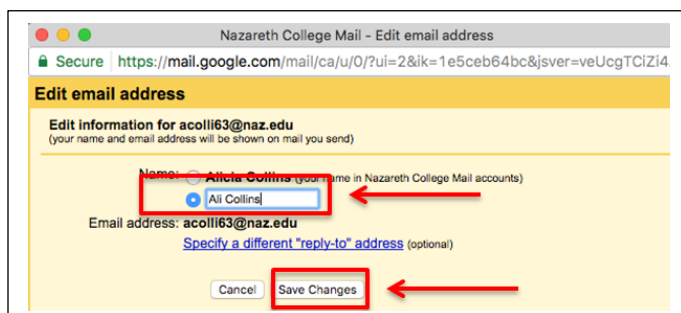 Nazareth College Mail - Edit email address
Secure https://mail.google.com/mail/ca/u/0/?ui=2&ik=1e5ceb64bc&jsver=veUcgTCiZi4
Edit email address
Edit information for acolli63@naz.edu
(your name and email address will be shown on mail you send)
Name: Alicia Collins (your name in Nazareth College Mail accounts)
Ali Collins
Email address: acolli63@naz.edu
Specify a different "reply-to" address (optional)
Cancel Save Changes